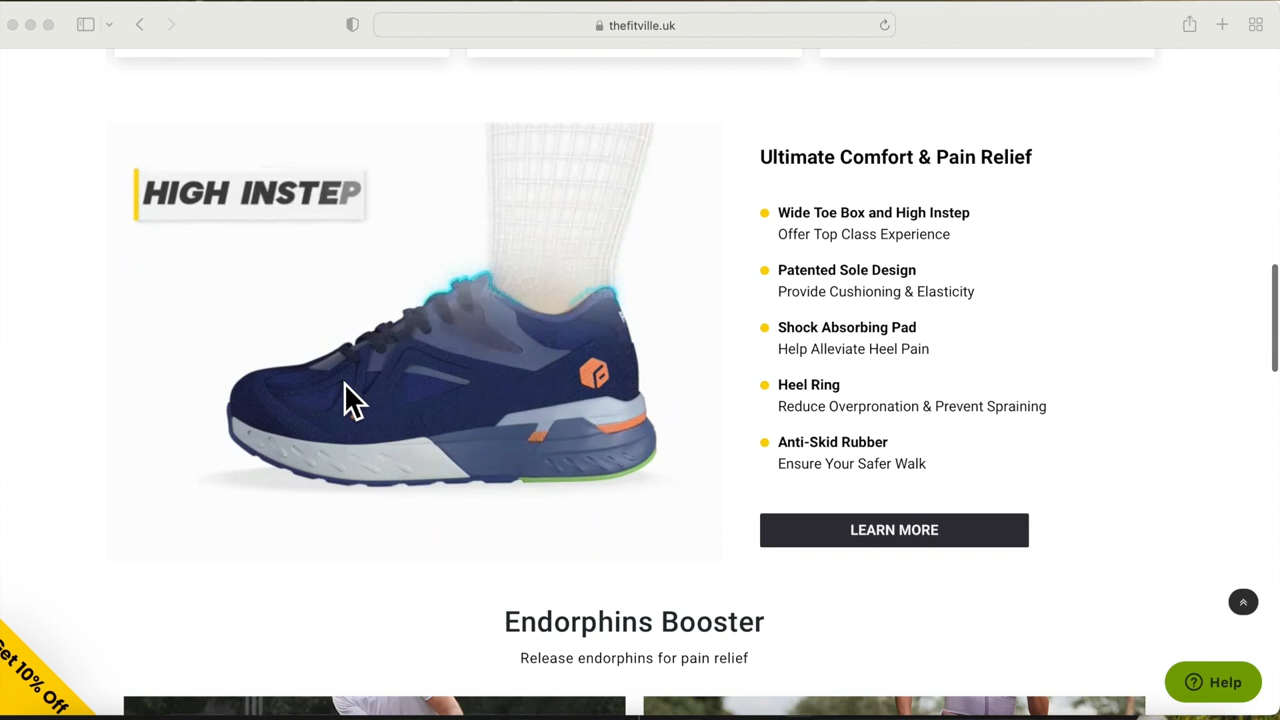 thefitville.uk
HIGH INSTEP
Ultimate Comfort & Pain Relief
Wide Toe Box and High Instep
Offer Top Class Experience
Patented Sole Design
Provide Cushioning & Elasticity
Shock Absorbing Pad
Help Alleviate Heel Pain
Heel Ring
Reduce Overpronation & Prevent Spraining
Anti-Skid Rubber
Ensure Your Safer Walk
LEARN MORE
Endorphins Booster
Release endorphins for pain relief
Get 10% Off
Help